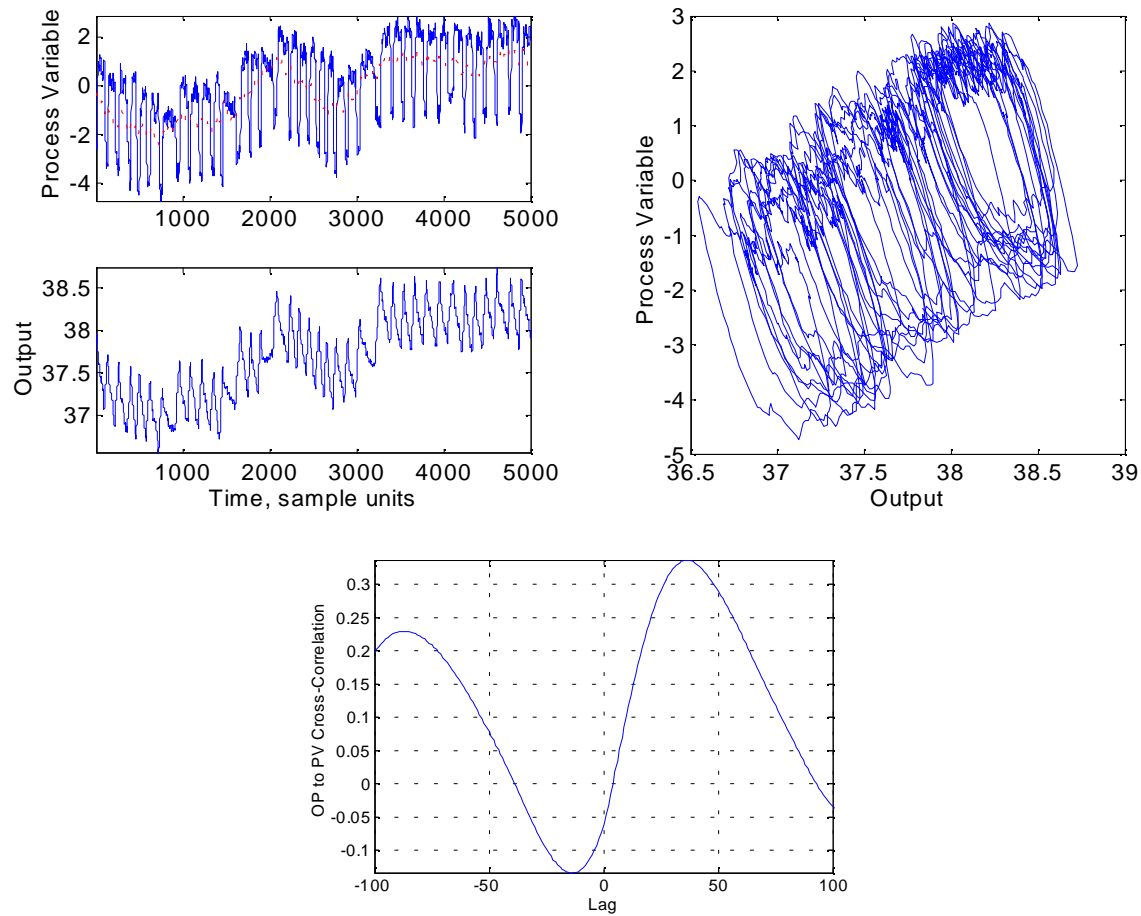 Process Variable
2
0
-2
-4
1000 2000 3000 4000 5000
Output
38.5
38
37.5
37
1000 2000 3000 4000 5000
Time, sample units
Process Variable
3
2
1
0
-1
-2
-3
-4
-5
36.5 37 37.5 38 38.5 39
Output
OP to PV Cross-Correlation
0.3
0.25
0.2
0.15
0.1
0.05
0
-0.05
-0.1
-100 -50 0 50 100
Lag